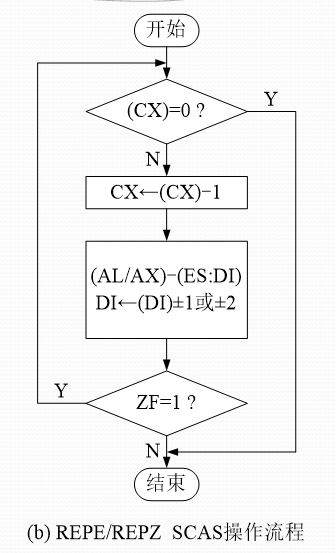 开始
(CX)=0 ?
Y
N
CX←(CX)-1
(AL/AX)-(ES:DI)
DI←(DI)±1或±2
Y
ZF=1 ?
N
结束
(b) REPE/REPZ SCAS操作流程